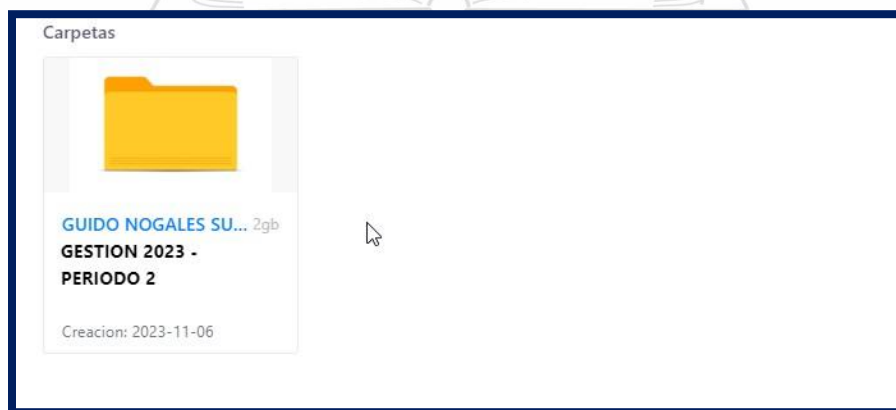 Carpetas
GUIDO NOGALES SU... 2gb
GESTION 2023 -
PERIODO 2
Creacion: 2023-11-06